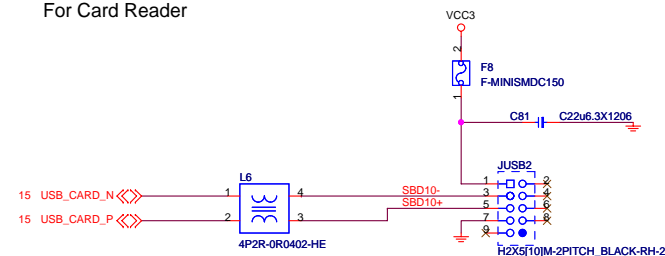 For Card Reader
VCC3
2
F8
F-MINISMDC150
1
C81 C22u6.3X1206
JUSB2
L6
15 USB_CARD_N 1 4 SBD10- 1 2
3 4
15 USB_CARD_P 2 3 SBD10+ 5 6
7 8
9
4P2R-0R0402-HE
H2X5[10]M-2PITCH_BLACK-RH-2